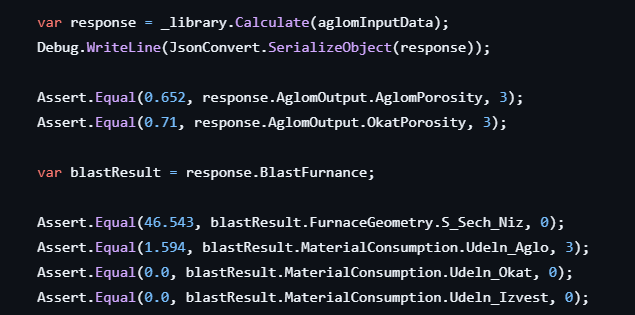 var response = _library.Calculate(aglomInputData);
Debug.WriteLine(JsonConvert.SerializeObject(response));
Assert.Equal(0.652, response.AglomOutput.AglomPorosity, 3);
Assert.Equal(0.71, response.AglomOutput.OkatPorosity, 3);
var blastResult = response.BlastFurnance;
Assert.Equal(46.543, blastResult.FurnaceGeometry.S_Sech_Niz, 0);
Assert.Equal(1.594, blastResult.MaterialConsumption.Udeln_Aglo, 3);
Assert.Equal(0.0, blastResult.MaterialConsumption.Udeln_Okat, 0);
Assert.Equal(0.0, blastResult.MaterialConsumption.Udeln_Izvest, 0);